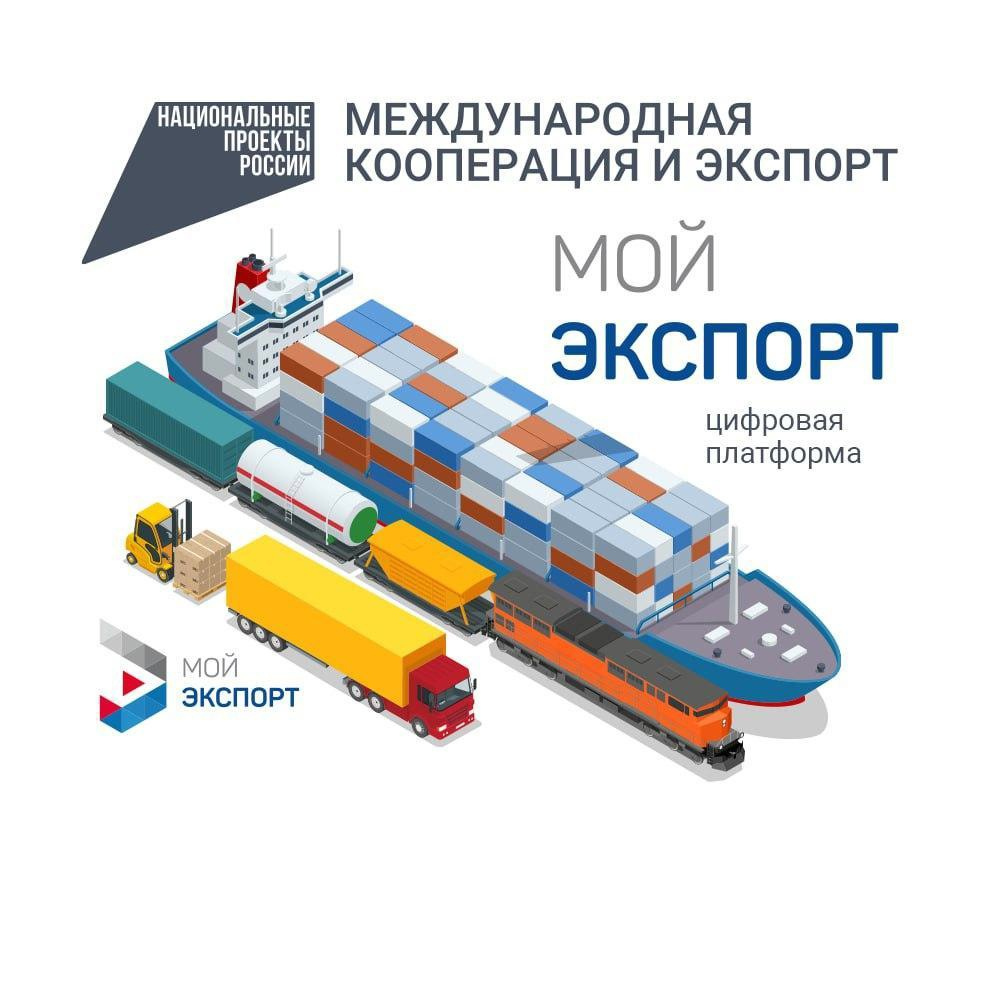 НАЦИОНАЛЬНЫЕ
ПРОЕКТЫ
РОССИИ
МЕЖДУНАРОДНАЯ
КООПЕРАЦИЯ И ЭКСПОРТ
МОЙ
ЭКСПОРТ
цифровая
платформа
МОЙ
ЭКСПОРТ